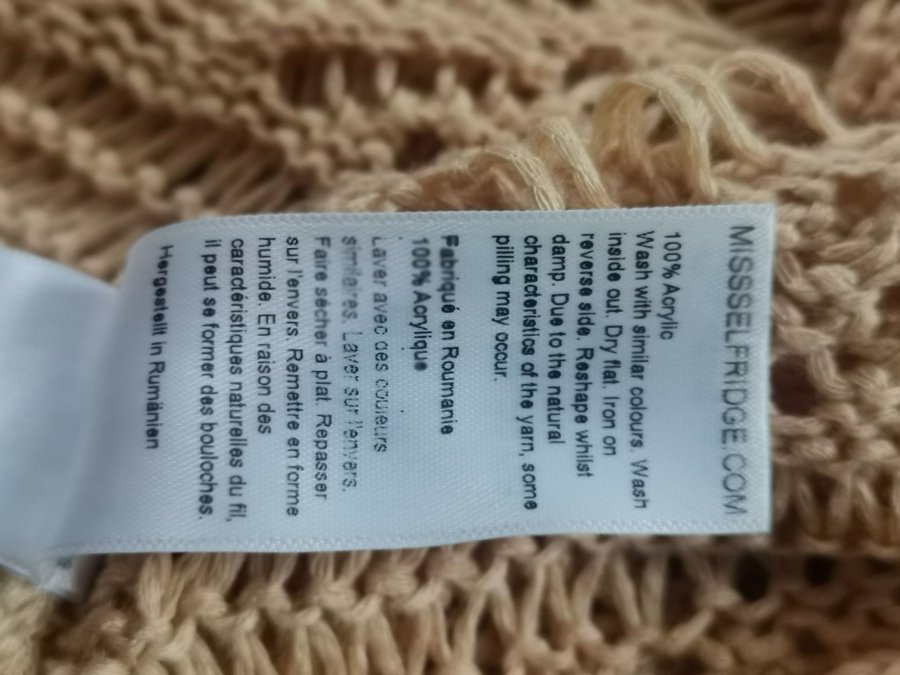 MISSSELFRIDGE.COM
100% Acrylic
Wash with similar colours. Wash
inside out. Dry flat. Iron on
reverse side. Reshape whilst
damp. Due to the natural
characteristics of the yarn, some
pilling may occur.
Fabriqué en Roumanie
100% Acrylique
Laver avec des couleurs
similaires. Laver sur l'envers.
Faire sécher à plat. Repasser
sur l'envers. Remettre en forme
humide. En raison des
caractéristiques naturelles du fil,
il peut se former des bouloches.
Hergestellt in Rumänien